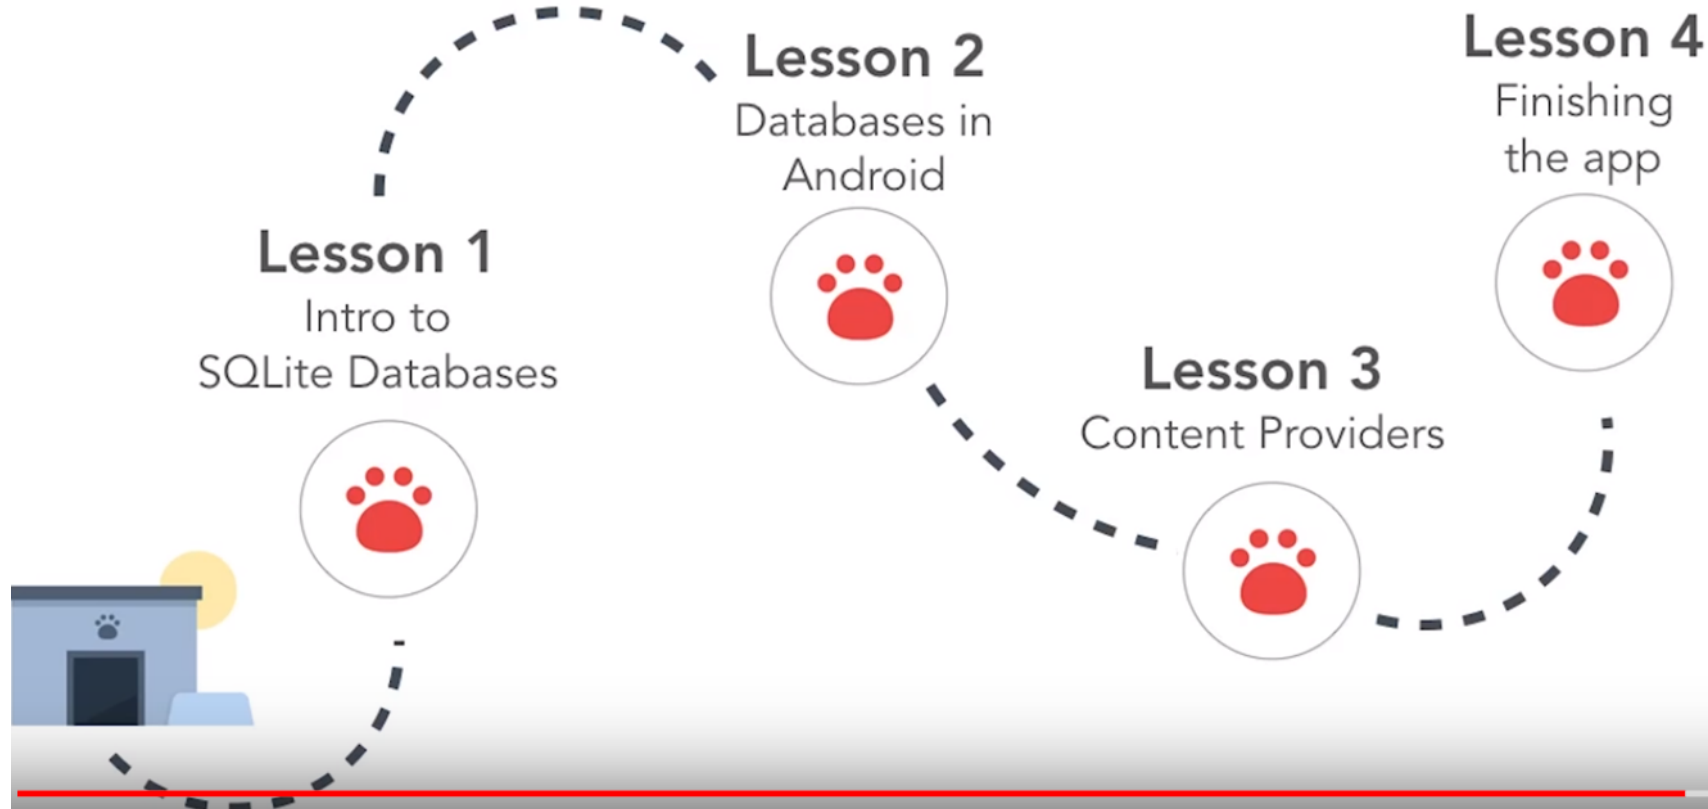 Lesson 1
Intro to
SQLite Databases
Lesson 2
Databases in
Android
Lesson 3
Content Providers
Lesson 4
Finishing
the app